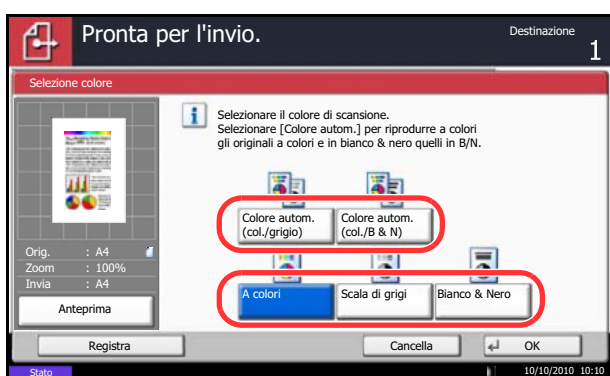 Pronta per l'invio.
Destinazione
1
Selezione colore
Selezionare il colore di scansione.
Selezionare [Colore autom.] per riprodurre a colori
gli originali a colori e in bianco & nero quelli in B/N.
Colore autom.
(col./grigio)
Colore autom.
(col./B & N)
A colori
Scala di grigi
Bianco & Nero
Orig. : A4
Zoom : 100%
Invia : A4
Anteprima
Registra
Cancella
OK
Stato
10/10/2010 10:10